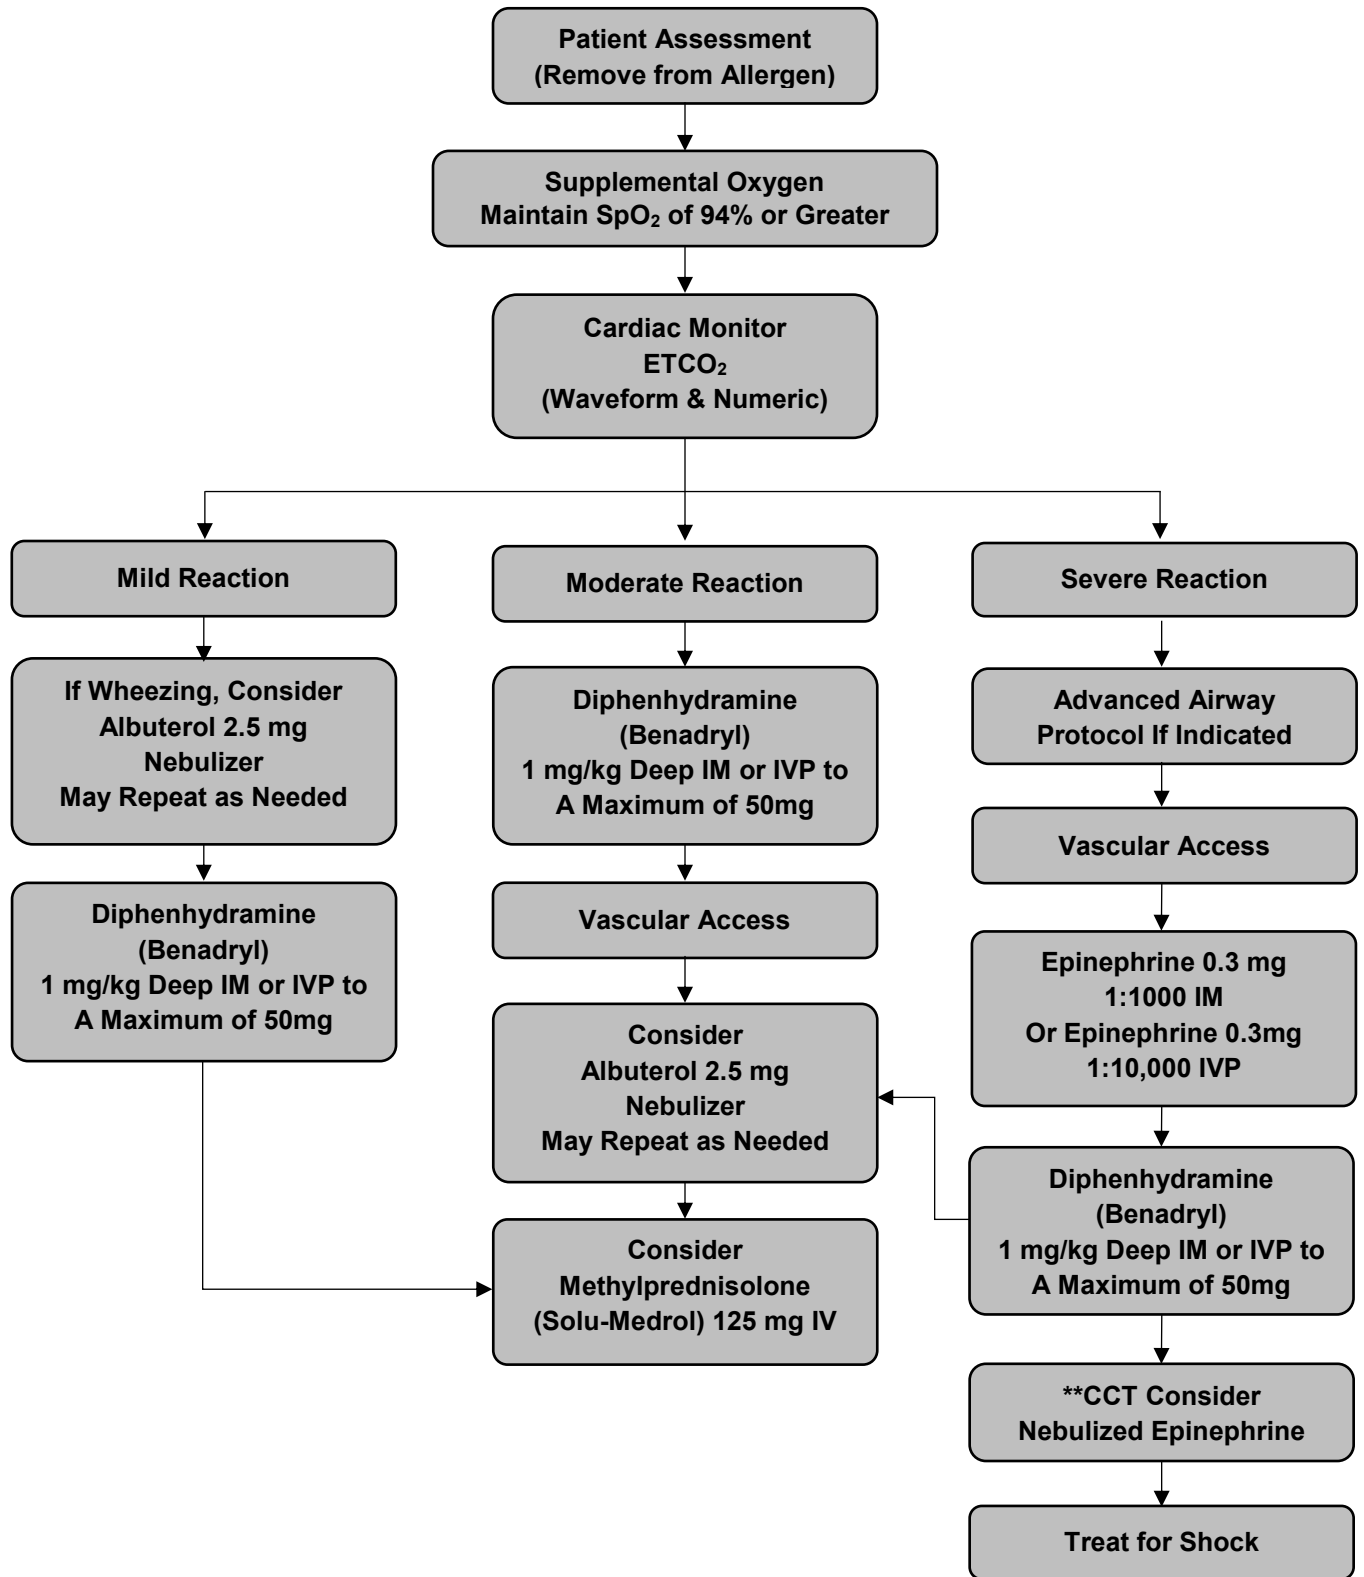 Patient Assessment
(Remove from Allergen)
Supplemental Oxygen
Maintain SpO₂ of 94% or Greater
Cardiac Monitor
ETCO₂
(Waveform & Numeric)
Mild Reaction
If Wheezing, Consider
Albuterol 2.5 mg
Nebulizer
May Repeat as Needed
Diphenhydramine
(Benadryl)
1 mg/kg Deep IM or IVP to
A Maximum of 50mg
Moderate Reaction
Diphenhydramine
(Benadryl)
1 mg/kg Deep IM or IVP to
A Maximum of 50mg
Vascular Access
Consider
Albuterol 2.5 mg
Nebulizer
May Repeat as Needed
Consider
Methylprednisolone
(Solu-Medrol) 125 mg IV
Severe Reaction
Advanced Airway
Protocol If Indicated
Vascular Access
Epinephrine 0.3 mg
1:1000 IM
Or Epinephrine 0.3mg
1:10,000 IVP
Diphenhydramine
(Benadryl)
1 mg/kg Deep IM or IVP to
A Maximum of 50mg
**CCT Consider
Nebulized Epinephrine
Treat for Shock